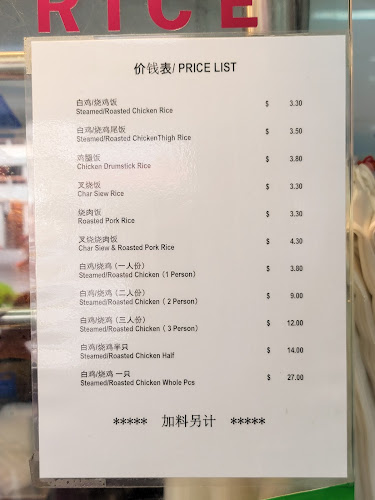 RICE
价钱表/ PRICE LIST
白鸡/烧鸡饭 $ 3.30
Steamed/Roasted Chicken Rice
白鸡/烧鸡尾饭 $ 3.50
Steamed/Roasted ChickenThigh Rice
鸡髓饭 $ 3.80
Chicken Drumstick Rice
叉烧饭 $ 3.30
Char Siew Rice
烧肉饭 $ 3.30
Roasted Pork Rice
叉烧烧肉饭 $ 4.30
Char Siew & Roasted Pork Rice
白鸡/烧鸡 (一人份) $ 3.80
Steamed/Roasted Chicken ( 1 Person)
白鸡/烧鸡 (二人份) $ 9.00
Steamed/Roasted Chicken ( 2 Person)
白鸡/烧鸡 (三人份) $ 12.00
Steamed/Roasted Chicken ( 3 Person)
白鸡/烧鸡半只 $ 14.00
Steamed/Roasted Chicken Half
白鸡/烧鸡 一只 $ 27.00
Steamed/Roasted Chicken Whole Pcs
***** 加料另计 *****